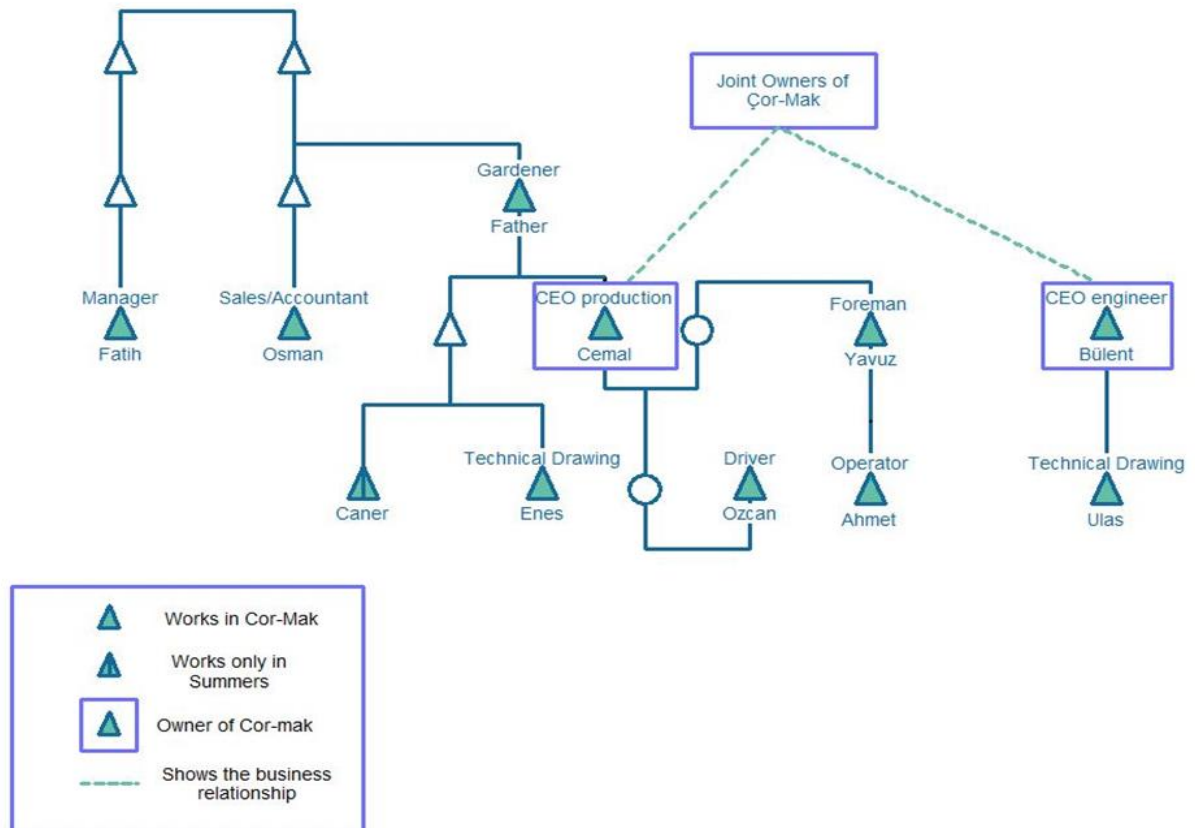 Joint Owners of
Çor-Mak
Gardener
Father
Manager
Fatih
Sales/Accountant
Osman
CEO production
Cemal
Foreman
Yavuz
CEO engineer
Bülent
Caner
Technical Drawing
Enes
Driver
Ozcan
Operator
Ahmet
Technical Drawing
Ulas
Works in Cor-Mak
Works only in
Summers
Owner of Cor-mak
Shows the business
relationship